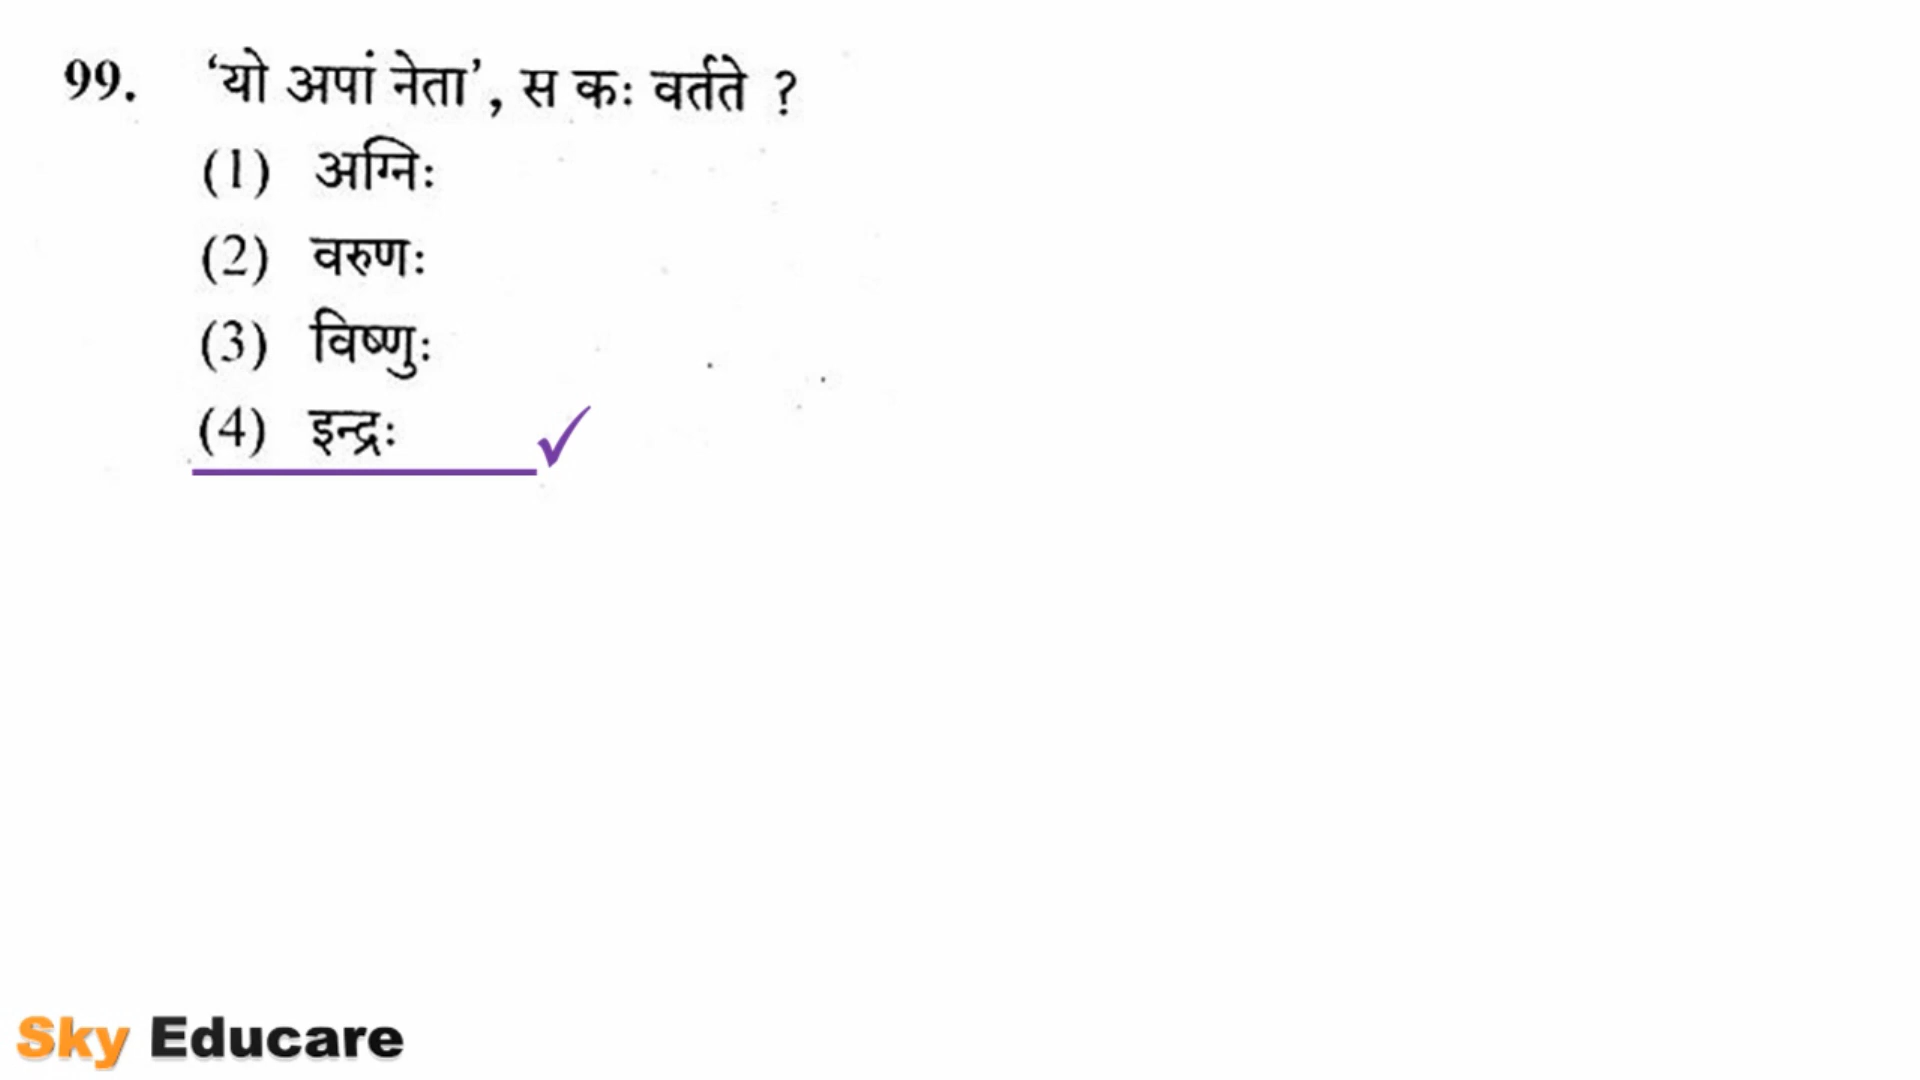 99. ‘यो अपां नेता’, स कः वर्तते ?
(1) अग्निः
(2) वरुणः
(3) विष्णुः
(4) इन्द्रः
Sky Educare